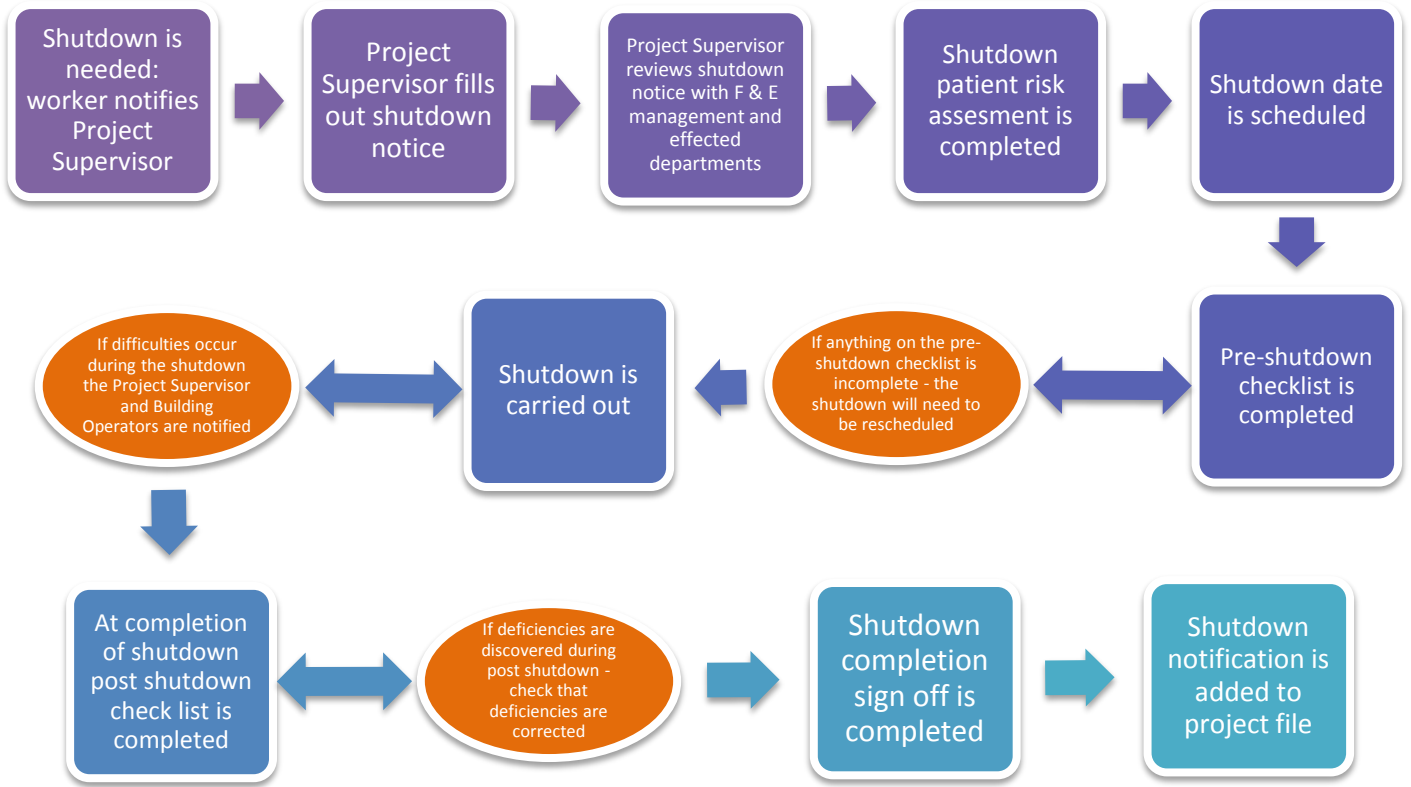 Shutdown is
needed:
worker notifies
Project
Supervisor
Project
Supervisor fills
out shutdown
notice
Project Supervisor
reviews shutdown
notice with F & E
management and
effected
departments
Shutdown
patient risk
assesment is
completed
Shutdown date
is scheduled
Pre-shutdown
checklist is
completed
If anything on the pre-
shutdown checklist is
incomplete - the
shutdown will need to
be rescheduled
Shutdown is
carried out
If difficulties occur
during the shutdown
the Project Supervisor
and Building
Operators are notified
At completion
of shutdown
post shutdown
check list is
completed
If deficiencies are
discovered during
post shutdown -
check that
deficiencies are
corrected
Shutdown
completion
sign off is
completed
Shutdown
notification is
added to
project file